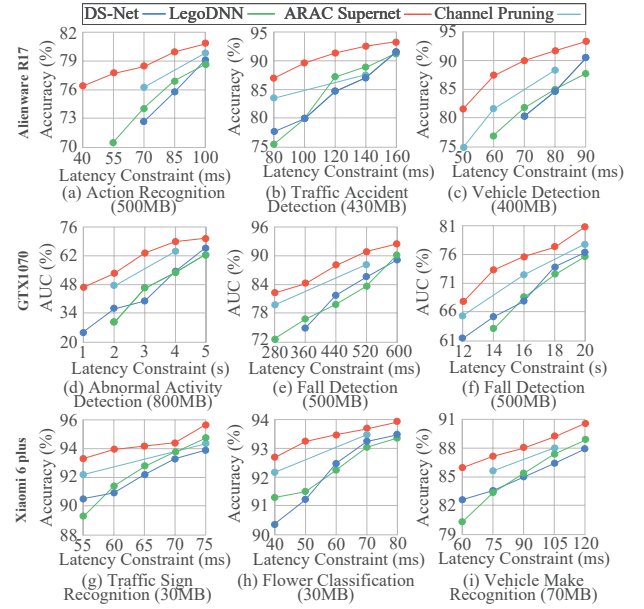 DS-Net LegoDNN ARAC Supernet Channel Pruning
Alienware R17
Accuracy (%)
82
79
76
73
70
40 55 70 85 100
Latency Constraint (ms)
(a) Action Recognition
(500MB)
Accuracy (%)
95
90
85
80
75
80 100 120 140 160
Latency Constraint (ms)
(b) Traffic Accident
Detection (430MB)
Accuracy (%)
95
90
85
80
75
50 60 70 80 90
Latency Constraint (ms)
(c) Vehicle Detection
(400MB)
GTX1070
AUC (%)
76
62
48
34
20
1 2 3 4 5
Latency Constraint (s)
(d) Abnormal Activity
Detection (800MB)
AUC (%)
96
90
84
78
72
280 360 440 520 600
Latency Constraint (ms)
(e) Fall Detection
(500MB)
AUC (%)
81
76
71
66
61
12 14 16 18 20
Latency Constraint (s)
(f) Fall Detection
(500MB)
Xiaomi 6 plus
Accuracy (%)
96
94
92
90
88
55 60 65 70 75
Latency Constraint (ms)
(g) Traffic Sign
Recognition (30MB)
Accuracy (%)
94
93
92
91
90
40 50 60 70 80
Latency Constraint (ms)
(h) Flower Classification
(30MB)
Accuracy (%)
91
88
85
82
79
60 75 90 105 120
Latency Constraint (ms)
(i) Vehicle Make
Recognition (70MB)